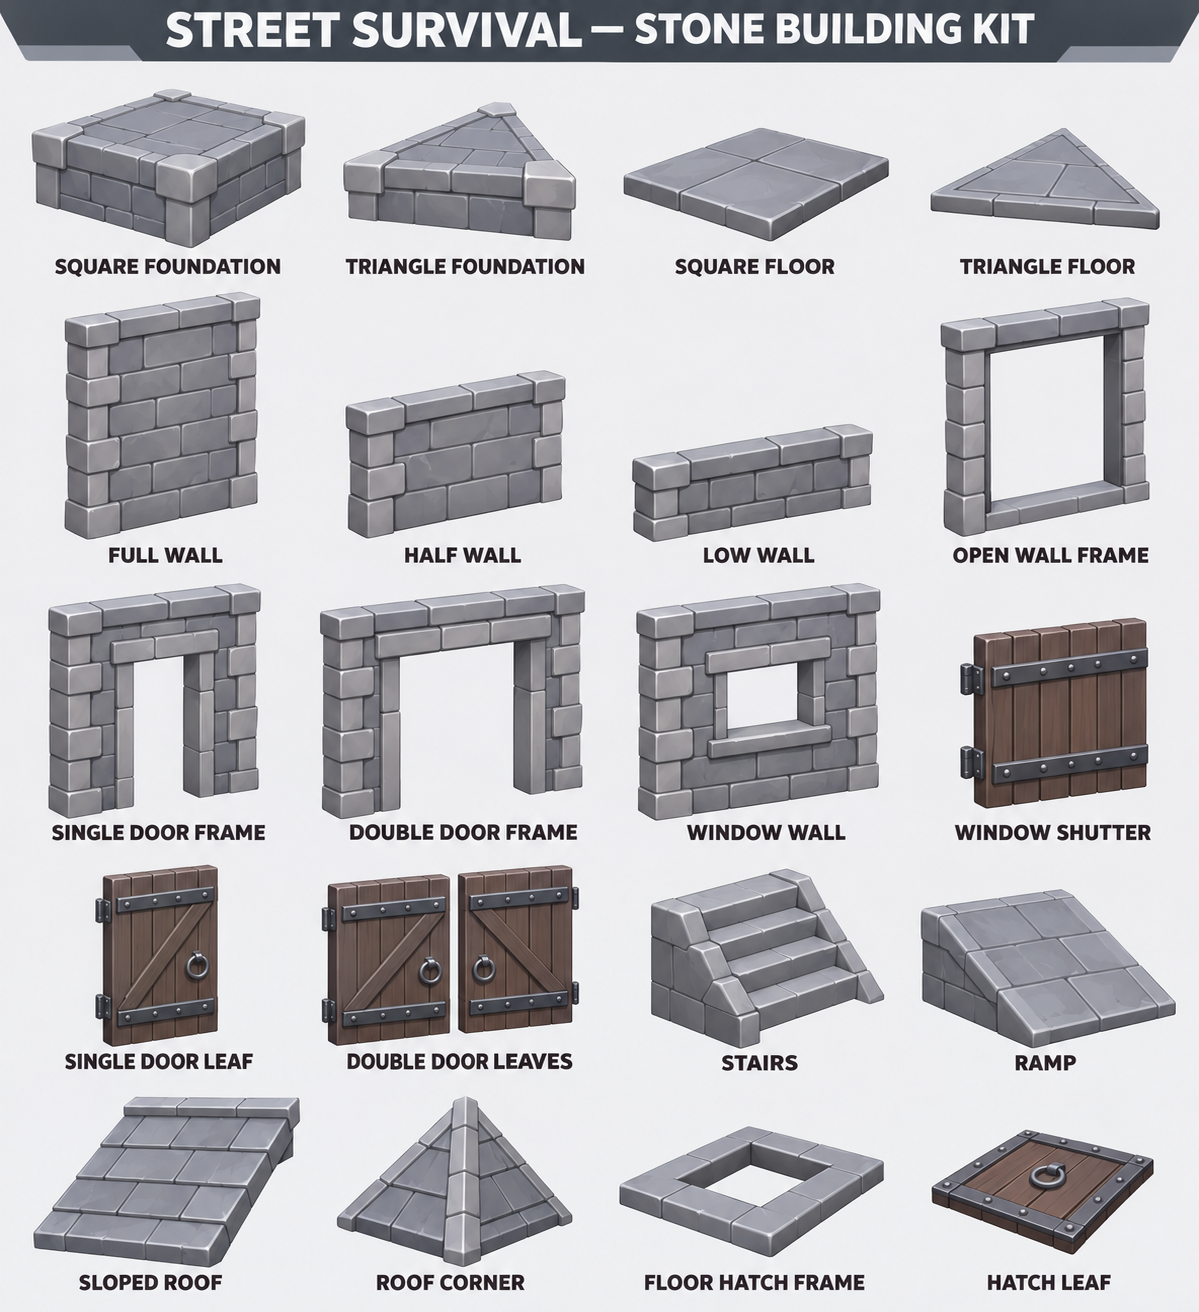 STREET SURVIVAL — STONE BUILDING KIT
SQUARE FOUNDATION
TRIANGLE FOUNDATION
SQUARE FLOOR
TRIANGLE FLOOR
FULL WALL
HALF WALL
LOW WALL
OPEN WALL FRAME
SINGLE DOOR FRAME
DOUBLE DOOR FRAME
WINDOW WALL
WINDOW SHUTTER
SINGLE DOOR LEAF
DOUBLE DOOR LEAVES
STAIRS
RAMP
SLOPED ROOF
ROOF CORNER
FLOOR HATCH FRAME
HATCH LEAF